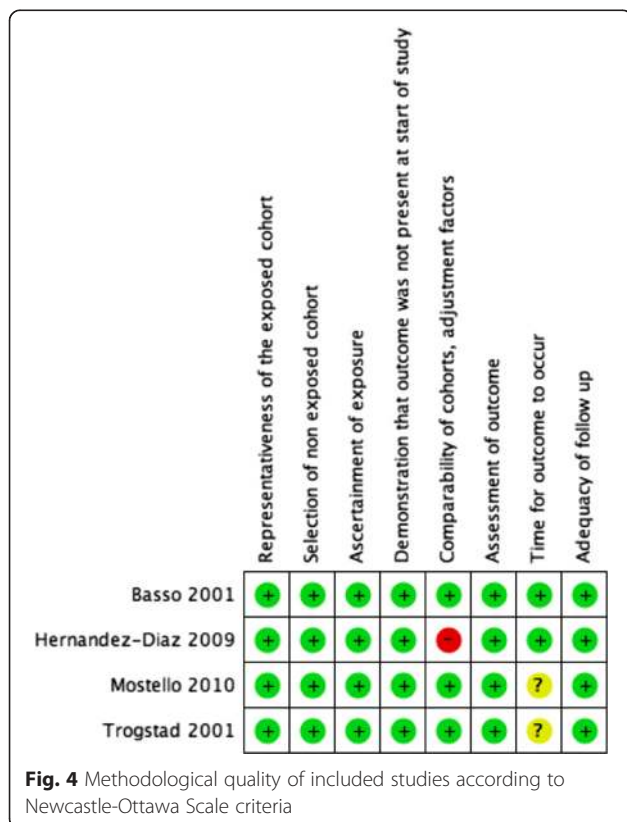 Representativeness of the exposed cohort
Selection of non exposed cohort
Ascertainment of exposure
Demonstration that outcome was not present at start of study
Comparability of cohorts, adjustment factors
Assessment of outcome
Time for outcome to occur
Adequacy of follow up
Basso 2001 + + + + + + + +
Hernandez-Diaz 2009 + + + + - + + +
Mostello 2010 + + + + + + ? +
Trogstad 2001 + + + + + + ? +
Fig. 4 Methodological quality of included studies according to
Newcastle-Ottawa Scale criteria